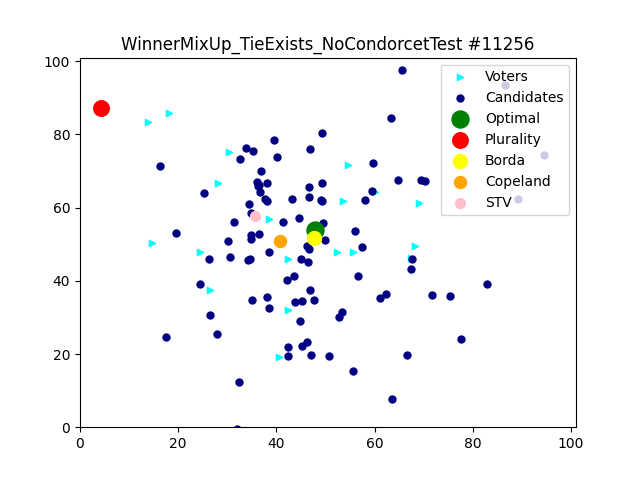 WinnerMixUp_TieExists_NoCondorcetTest #11256
100
80
60
40
20
0
0
20
40
60
80
100
Voters
Candidates
Optimal
Plurality
Borda
Copeland
STV